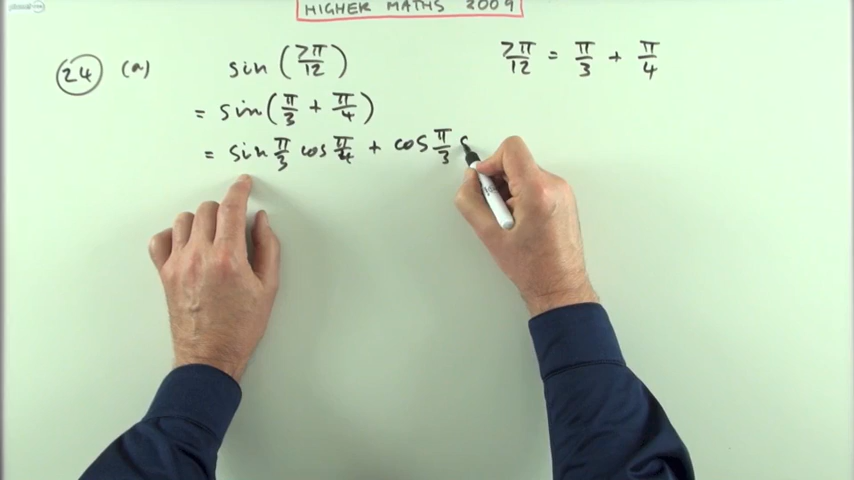 HIGHER MATHS 2009
24 (a) sin (7π/12) 7π/12 = π/3 + π/4
= sin(π/3 + π/4)
= sin π/3 cos π/4 + cos π/3 s